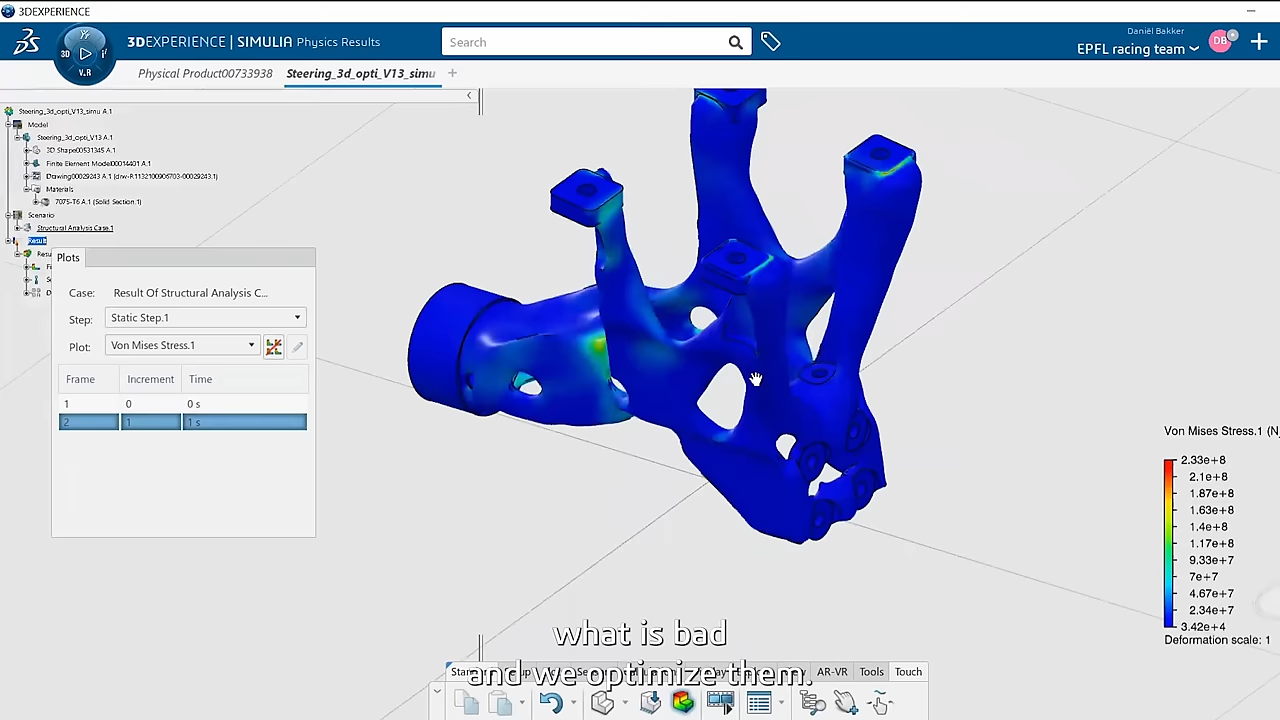 3DEXPERIENCE
3DEXPERIENCE | SIMULIA Physics Results
Search
Daniël Bakker
EPFL racing team
DB
3D
V.R
Physical Product00733938
Steering_3d_opti_V13_simu
Steering_3d_opti_V13_simu A.1
Model
Steering_3d_opti_V13 A.1
3D Shape00531345 A.1
Finite Element Model00014401 A.1
Materials
7075-T6 A.1 (Solid Section.1)
Scenario
Structural Analysis Case.1
Result
Resu
Plots
Case: Result Of Structural Analysis C...
Step: Static Step.1
Plot: Von Mises Stress.1
Frame Increment Time
1 0 0 s
2 1 1 s
Von Mises Stress.1 (N
2.33e+8
2.1e+8
1.87e+8
1.63e+8
1.4e+8
1.17e+8
9.33e+7
7e+7
4.67e+7
2.34e+7
3.42e+4
Deformation scale: 1
what is bad
and we optimize them.
AR-VR Tools Touch